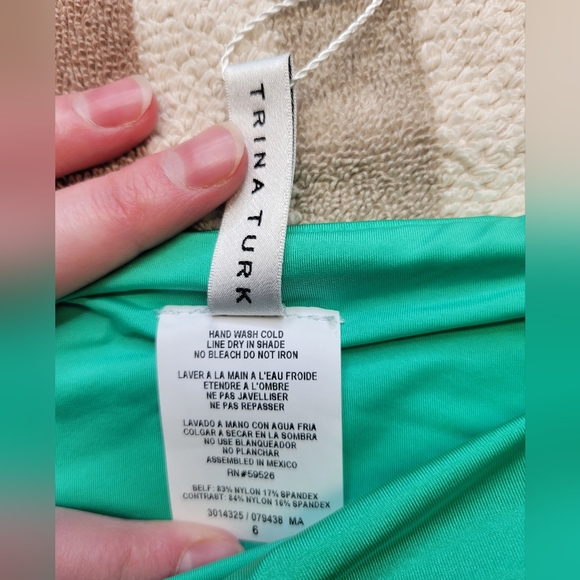 TRINA TURK
HAND WASH COLD
LINE DRY IN SHADE
NO BLEACH DO NOT IRON
LAVER A LA MAIN A L'EAU FROIDE
ETENDRE A L'OMBRE
NE PAS JAVELLISER
NE PAS REPASSER
LAVADO A MANO CON AGUA FRIA
COLGAR A SECAR EN LA SOMBRA
NO USE BLANQUEADOR
NO PLANCHAR
ASSEMBLED IN MEXICO
RN#59526
SELF: 83% NYLON 17% SPANDEX
CONTRAST: 84% NYLON 16% SPANDEX
3014325 / 079438 MA
6